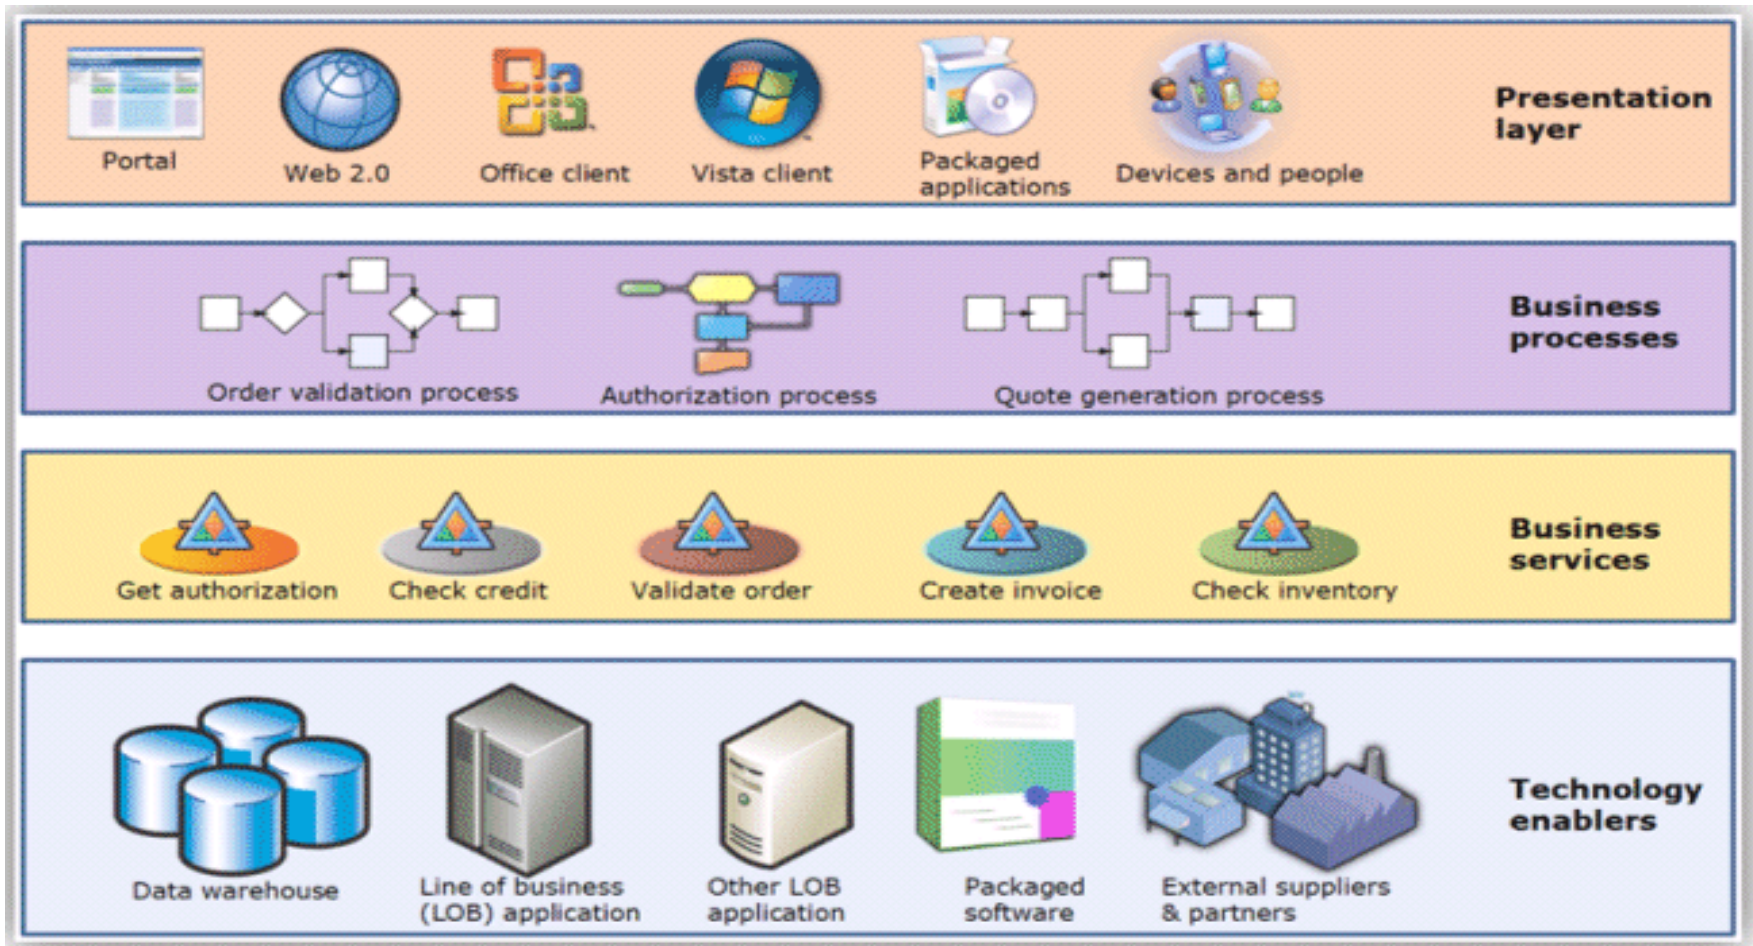 Portal
Web 2.0
Office client
Vista client
Packaged
applications
Devices and people
Presentation
layer
Order validation process
Authorization process
Quote generation process
Business
processes
Get authorization
Check credit
Validate order
Create invoice
Check inventory
Business
services
Data warehouse
Line of business
(LOB) application
Other LOB
application
Packaged
software
External suppliers
& partners
Technology
enablers